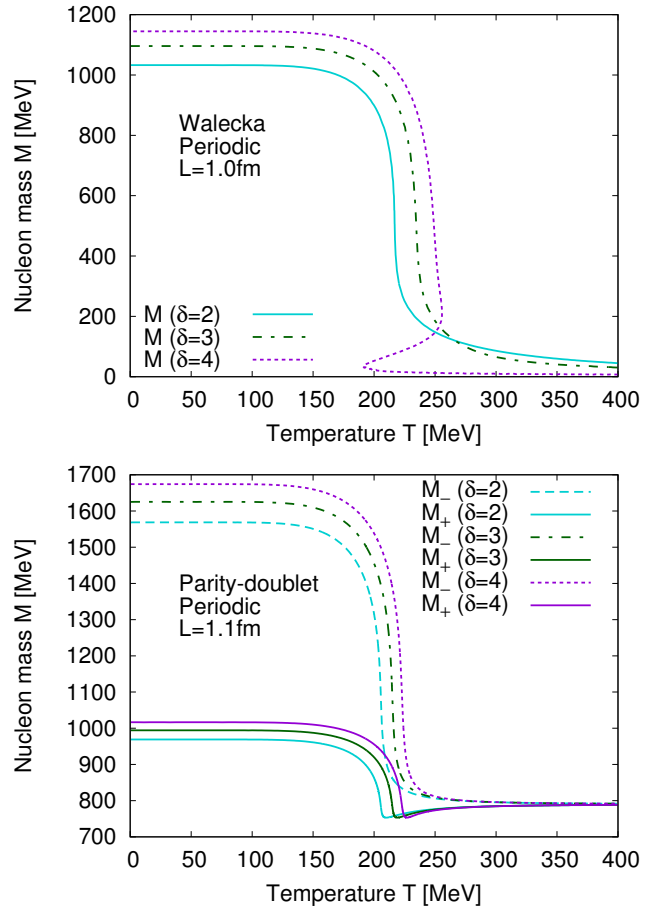 1200
1000
800
600
400
200
0
Nucleon mass M [MeV]
Walecka
Periodic
L=1.0fm
M (δ=2)
M (δ=3)
M (δ=4)
0 50 100 150 200 250 300 350 400
Temperature T [MeV]
1700
1600
1500
1400
1300
1200
1100
1000
900
800
700
Nucleon mass M [MeV]
Parity-doublet
Periodic
L=1.1fm
M₋ (δ=2)
M₊ (δ=2)
M₋ (δ=3)
M₊ (δ=3)
M₋ (δ=4)
M₊ (δ=4)
0 50 100 150 200 250 300 350 400
Temperature T [MeV]